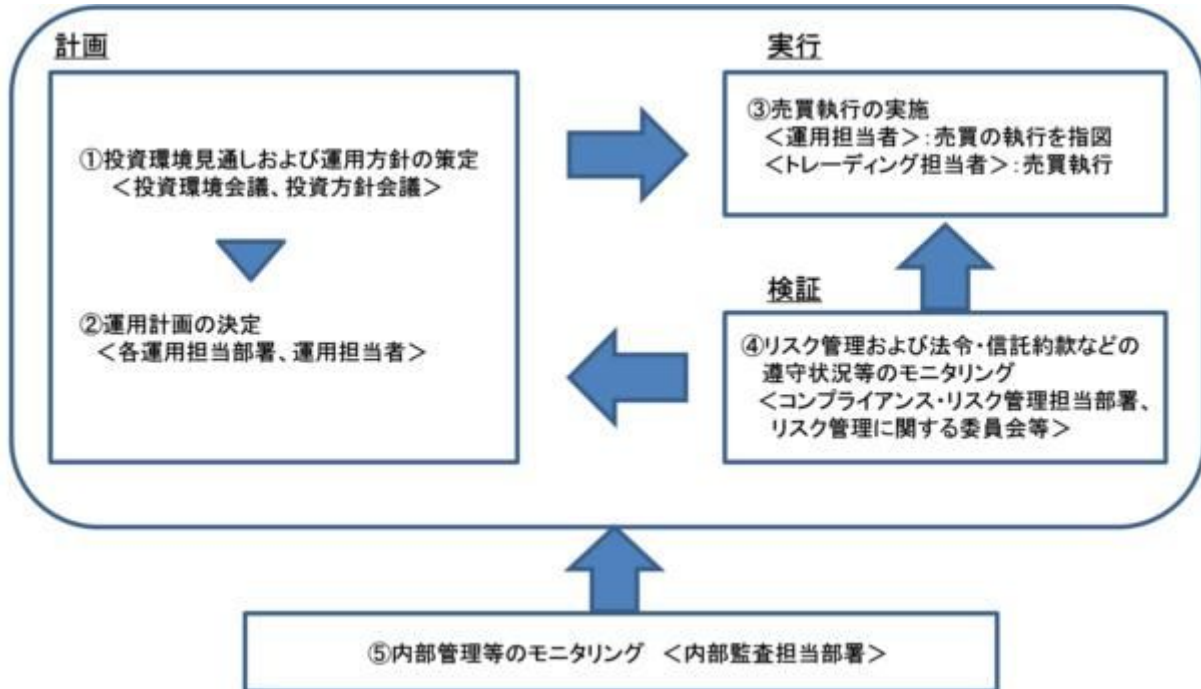 計画
①投資環境見通しおよび運用方針の策定
＜投資環境会議、投資方針会議＞
②運用計画の決定
＜各運用担当部署、運用担当者＞
実行
③売買執行の実施
＜運用担当者＞：売買の執行を指図
＜トレーディング担当者＞：売買執行
検証
④リスク管理および法令・信託約款などの
遵守状況等のモニタリング
＜コンプライアンス・リスク管理担当部署、
リスク管理に関する委員会等＞
⑤内部管理等のモニタリング　＜内部監査担当部署＞